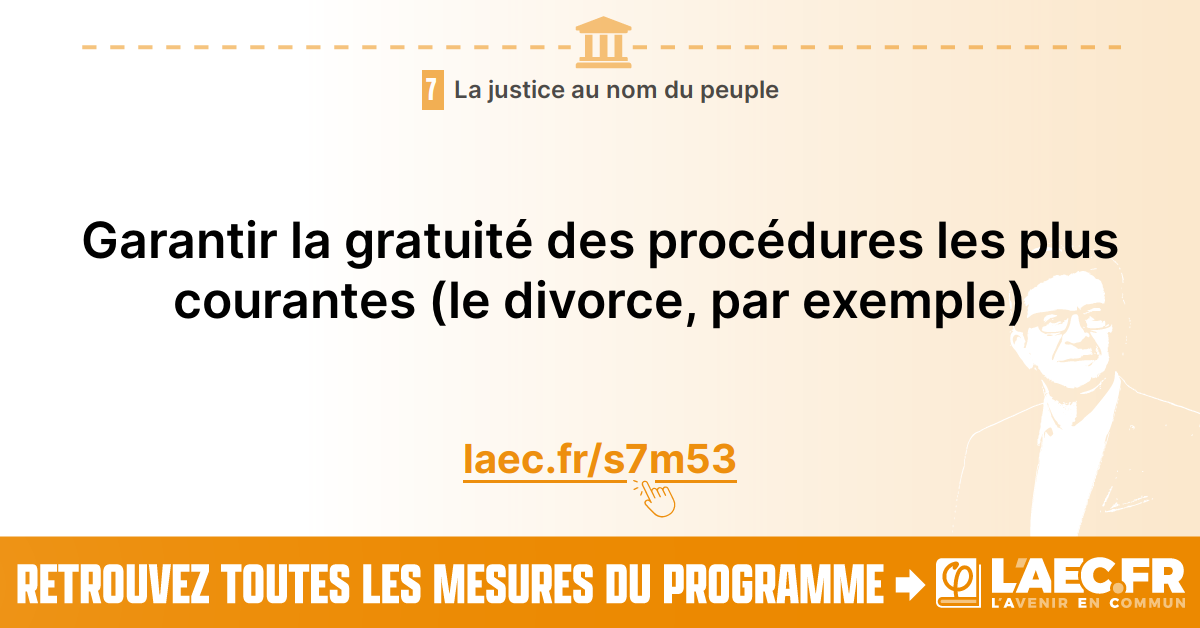 7 La justice au nom du peuple
Garantir la gratuité des procédures les plus
courantes (le divorce, par exemple)
laec.fr/s7m53
RETROUVEZ TOUTES LES MESURES DU PROGRAMME
L'AEC.FR
L'AVENIR EN COMMUN